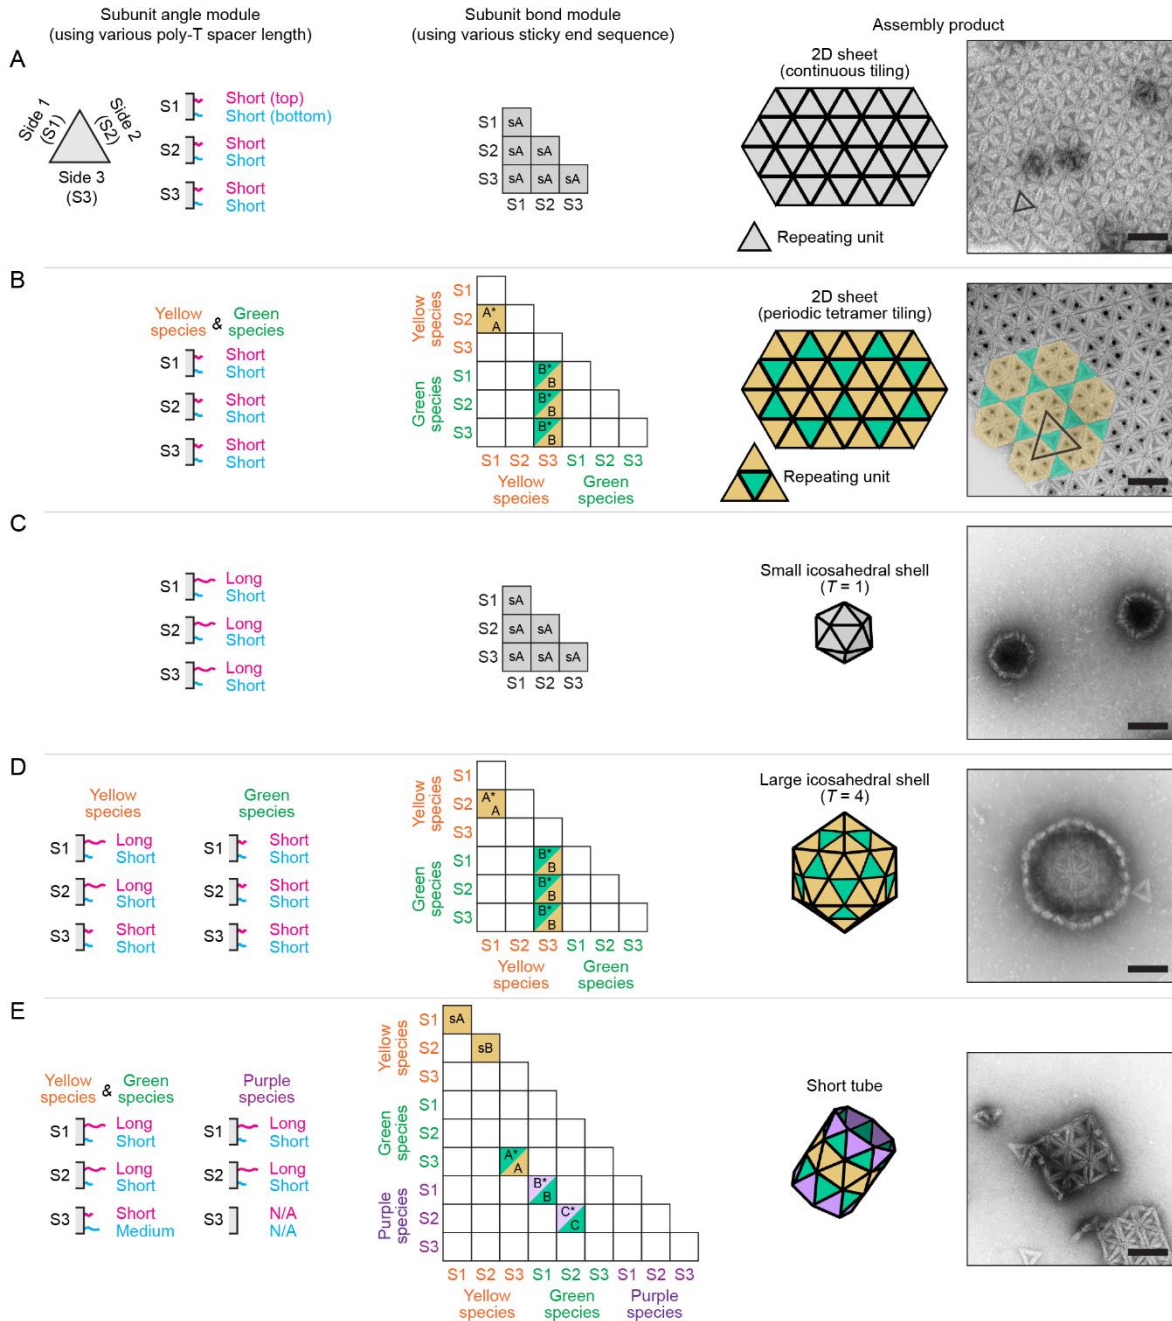 Subunit angle module
(using various poly-T spacer length)
Subunit bond module
(using various sticky end sequence)
Assembly product
A
Side 1
(S1)
Side 2
(S2)
Side 3
(S3)
S1 Short (top)
Short (bottom)
S2 Short
Short
S3 Short
Short
S1 sA
S2 sA sA
S3 sA sA sA
S1 S2 S3
2D sheet
(continuous tiling)
Repeating unit
B
Yellow species & Green species
S1 Short
Short
S2 Short
Short
S3 Short
Short
Yellow species
S1
S2 A* A
S3
Green species
S1 B* B
S2 B* B
S3 B* B
S1 S2 S3 S1 S2 S3
Yellow species Green species
2D sheet
(periodic tetramer tiling)
Repeating unit
C
S1 Long
Short
S2 Long
Short
S3 Long
Short
S1 sA
S2 sA sA
S3 sA sA sA
S1 S2 S3
Small icosahedral shell
(T = 1)
D
Yellow species
S1 Long
Short
S2 Long
Short
S3 Short
Short
Green species
S1 Short
Short
S2 Short
Short
S3 Short
Short
Yellow species
S1
S2 A* A
S3
Green species
S1 B* B
S2 B* B
S3 B* B
S1 S2 S3 S1 S2 S3
Yellow species Green species
Large icosahedral shell
(T = 4)
E
Yellow species & Green species
S1 Long
Short
S2 Long
Short
S3 Short
Medium
Purple species
S1 Long
Short
S2 Long
Short
S3 N/A
N/A
Yellow species
S1 sA
S2 sB
S3
Green species
S1
S2
S3 A* A
Purple species
S1 B* B
S2 C* C
S3
S1 S2 S3 S1 S2 S3 S1 S2 S3
Yellow species Green species Purple species
Short tube